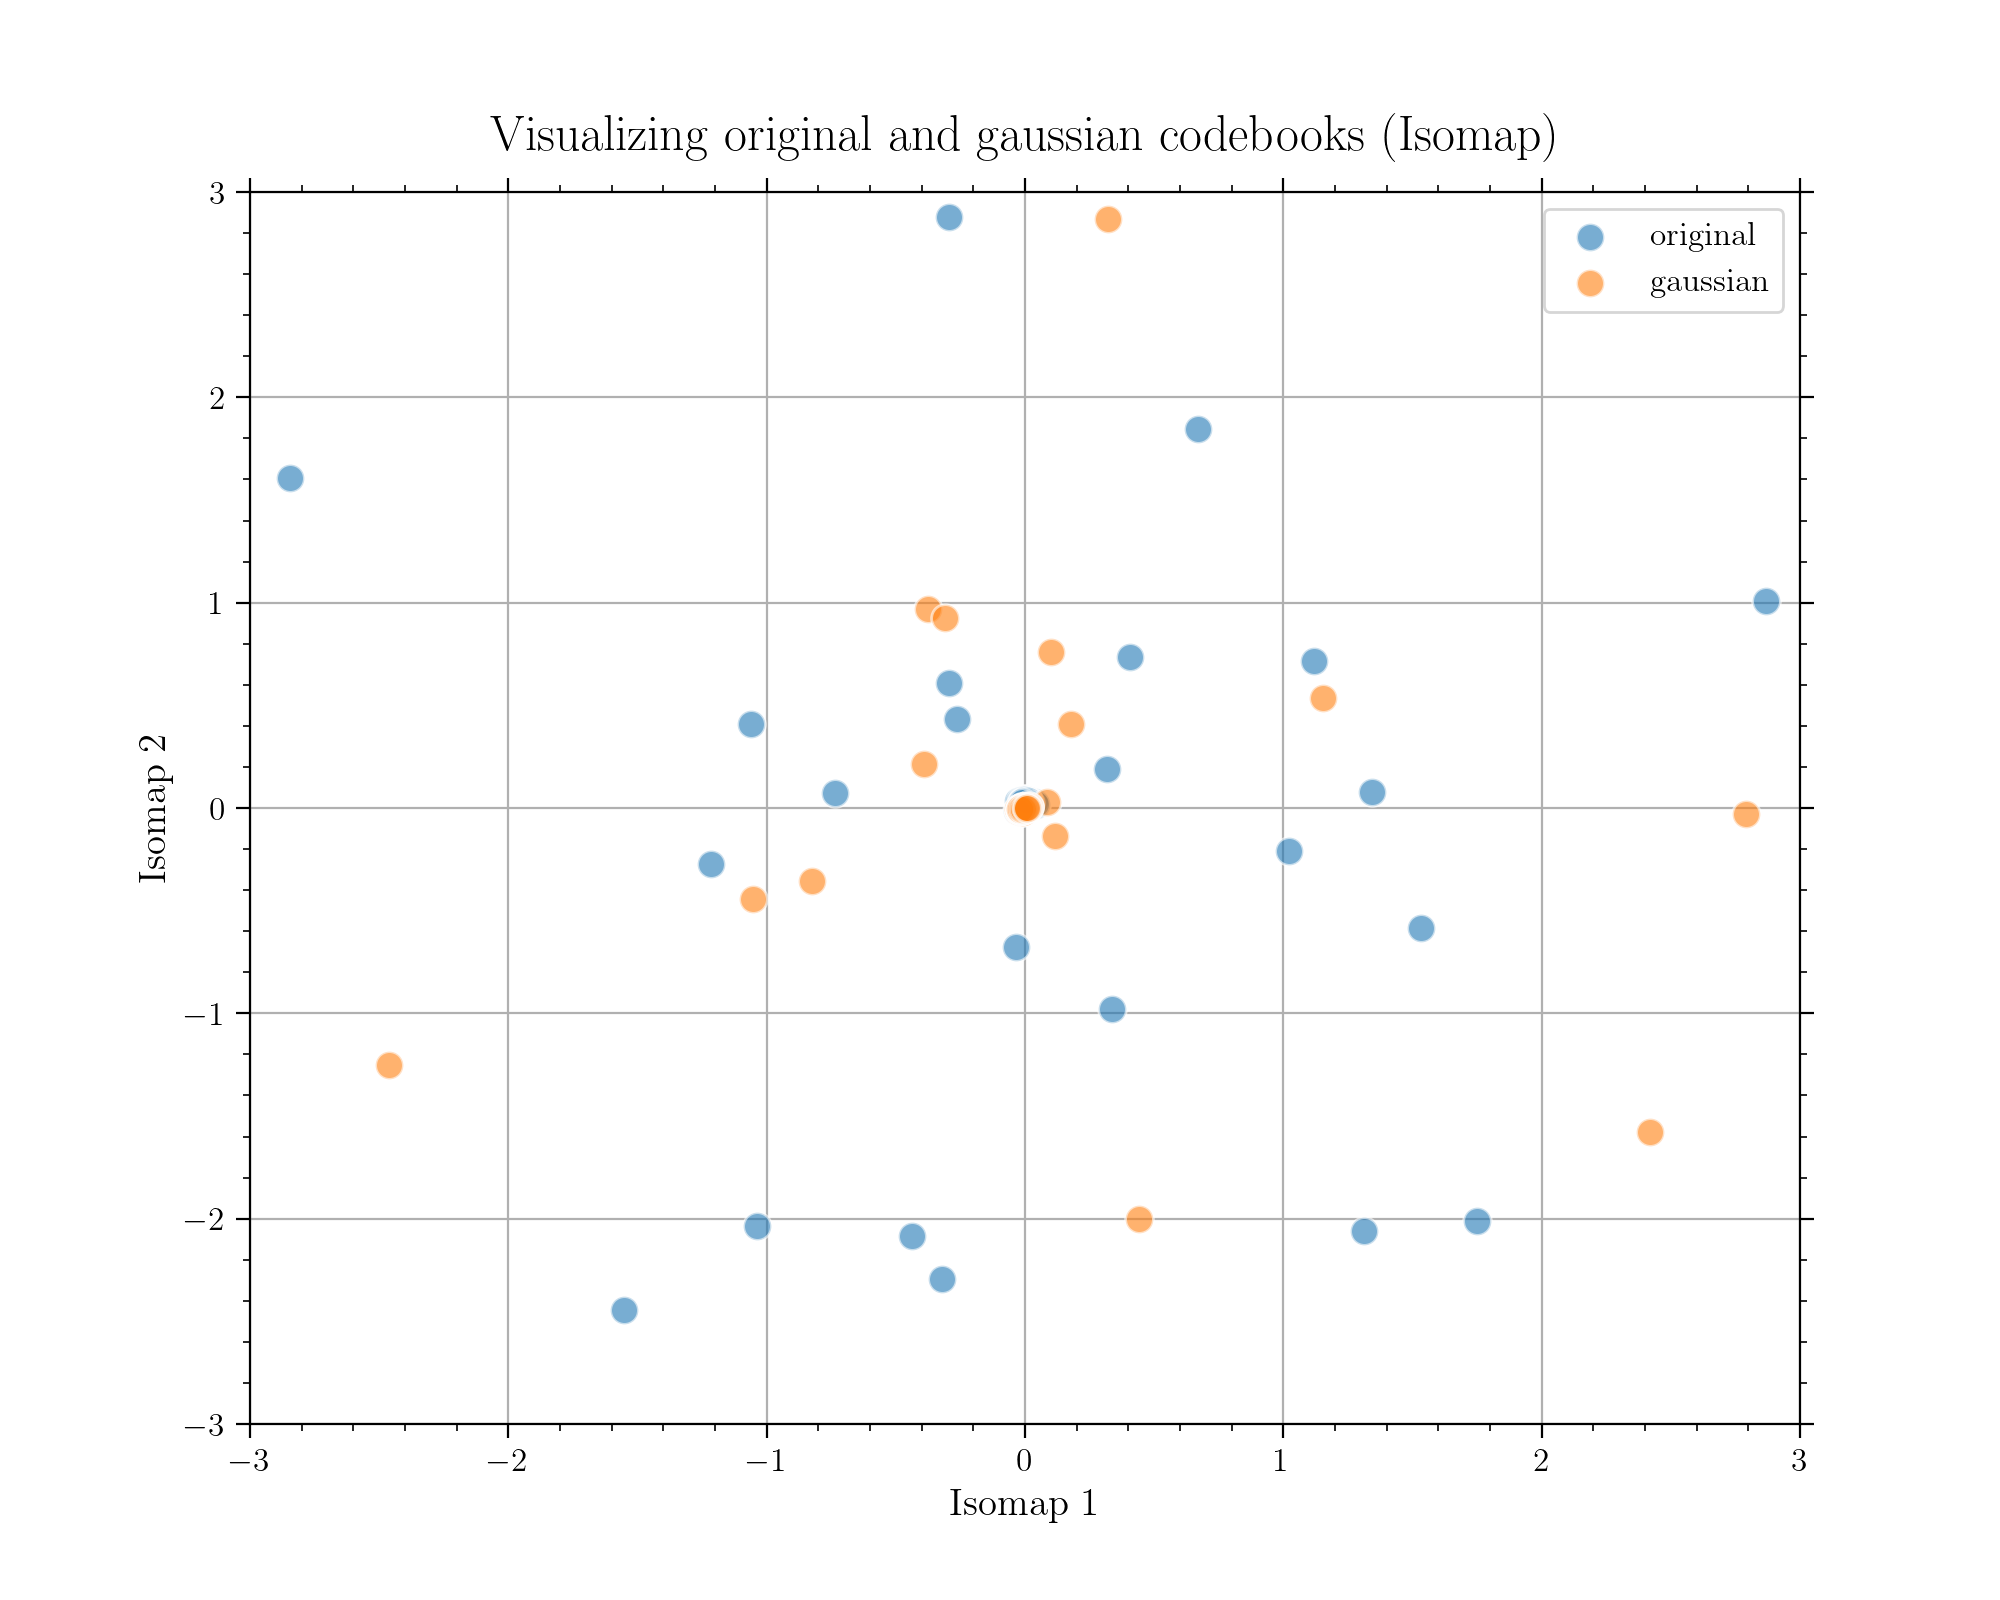 Visualizing original and gaussian codebooks (Isomap)
original
gaussian
3
2
1
0
−1
−2
−3
Isomap 2
−3
−2
−1
0
1
2
3
Isomap 1